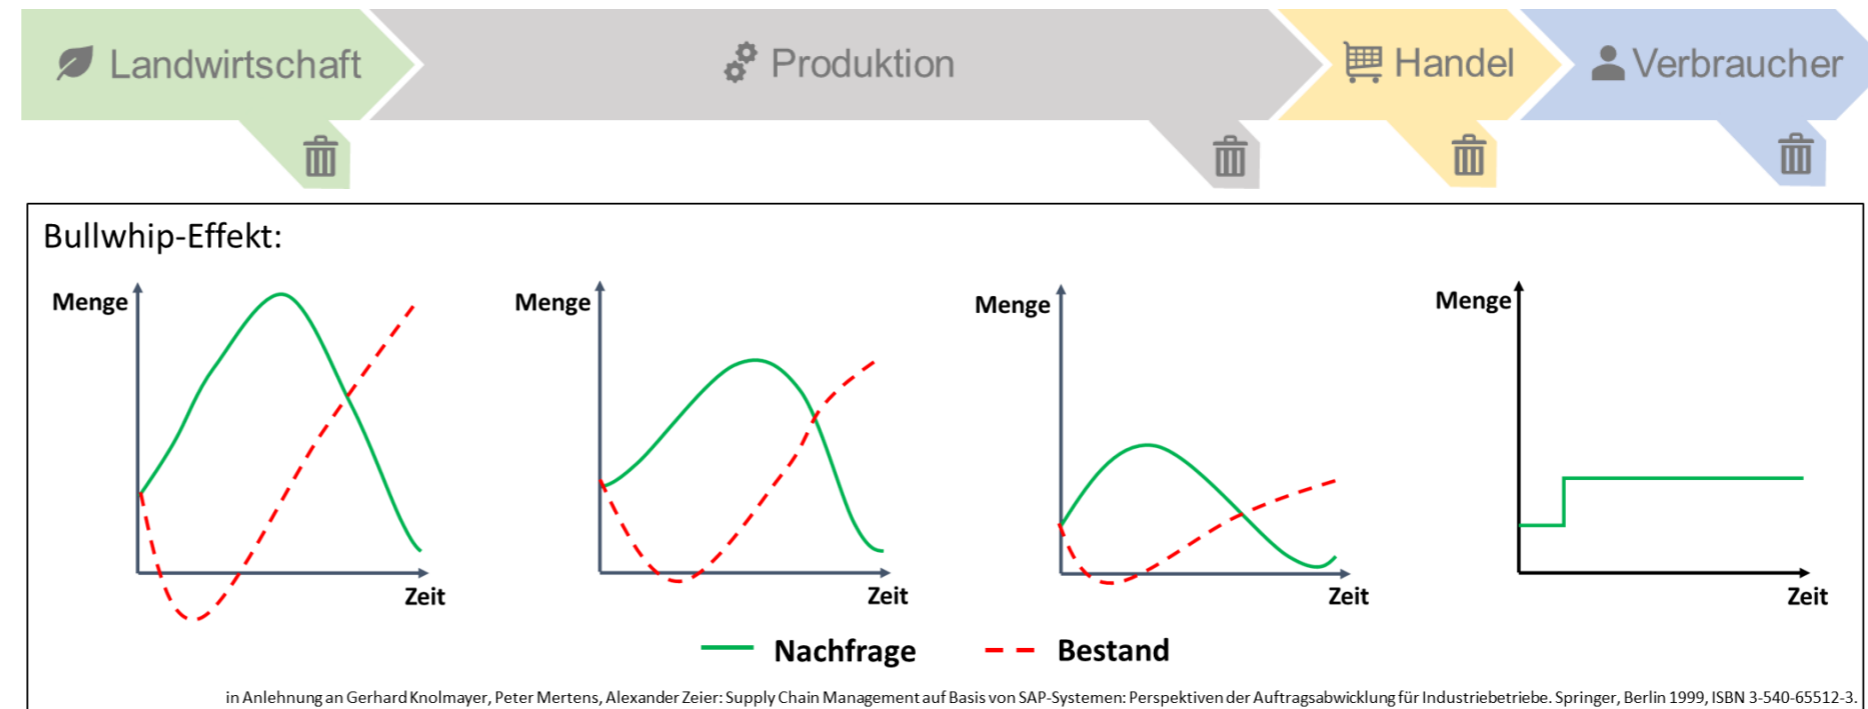 Landwirtschaft
Produktion
Handel
Verbraucher
Bullwhip-Effekt:
Menge
Zeit
Menge
Zeit
Menge
Zeit
Menge
Zeit
Nachfrage
Bestand
in Anlehnung an Gerhard Knolmayer, Peter Mertens, Alexander Zeier: Supply Chain Management auf Basis von SAP-Systemen: Perspektiven der Auftragsabwicklung für Industriebetriebe. Springer, Berlin 1999, ISBN 3-540-65512-3.